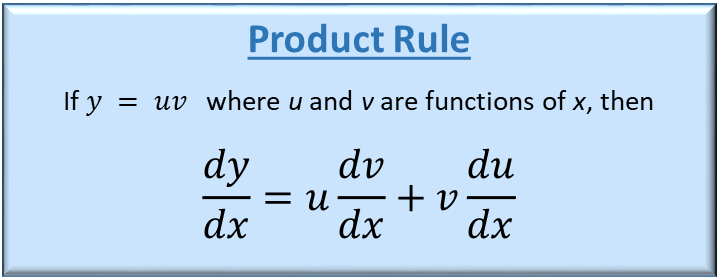 Product Rule
If y = uv where u and v are functions of x, then
dy/dx = u dv/dx + v du/dx